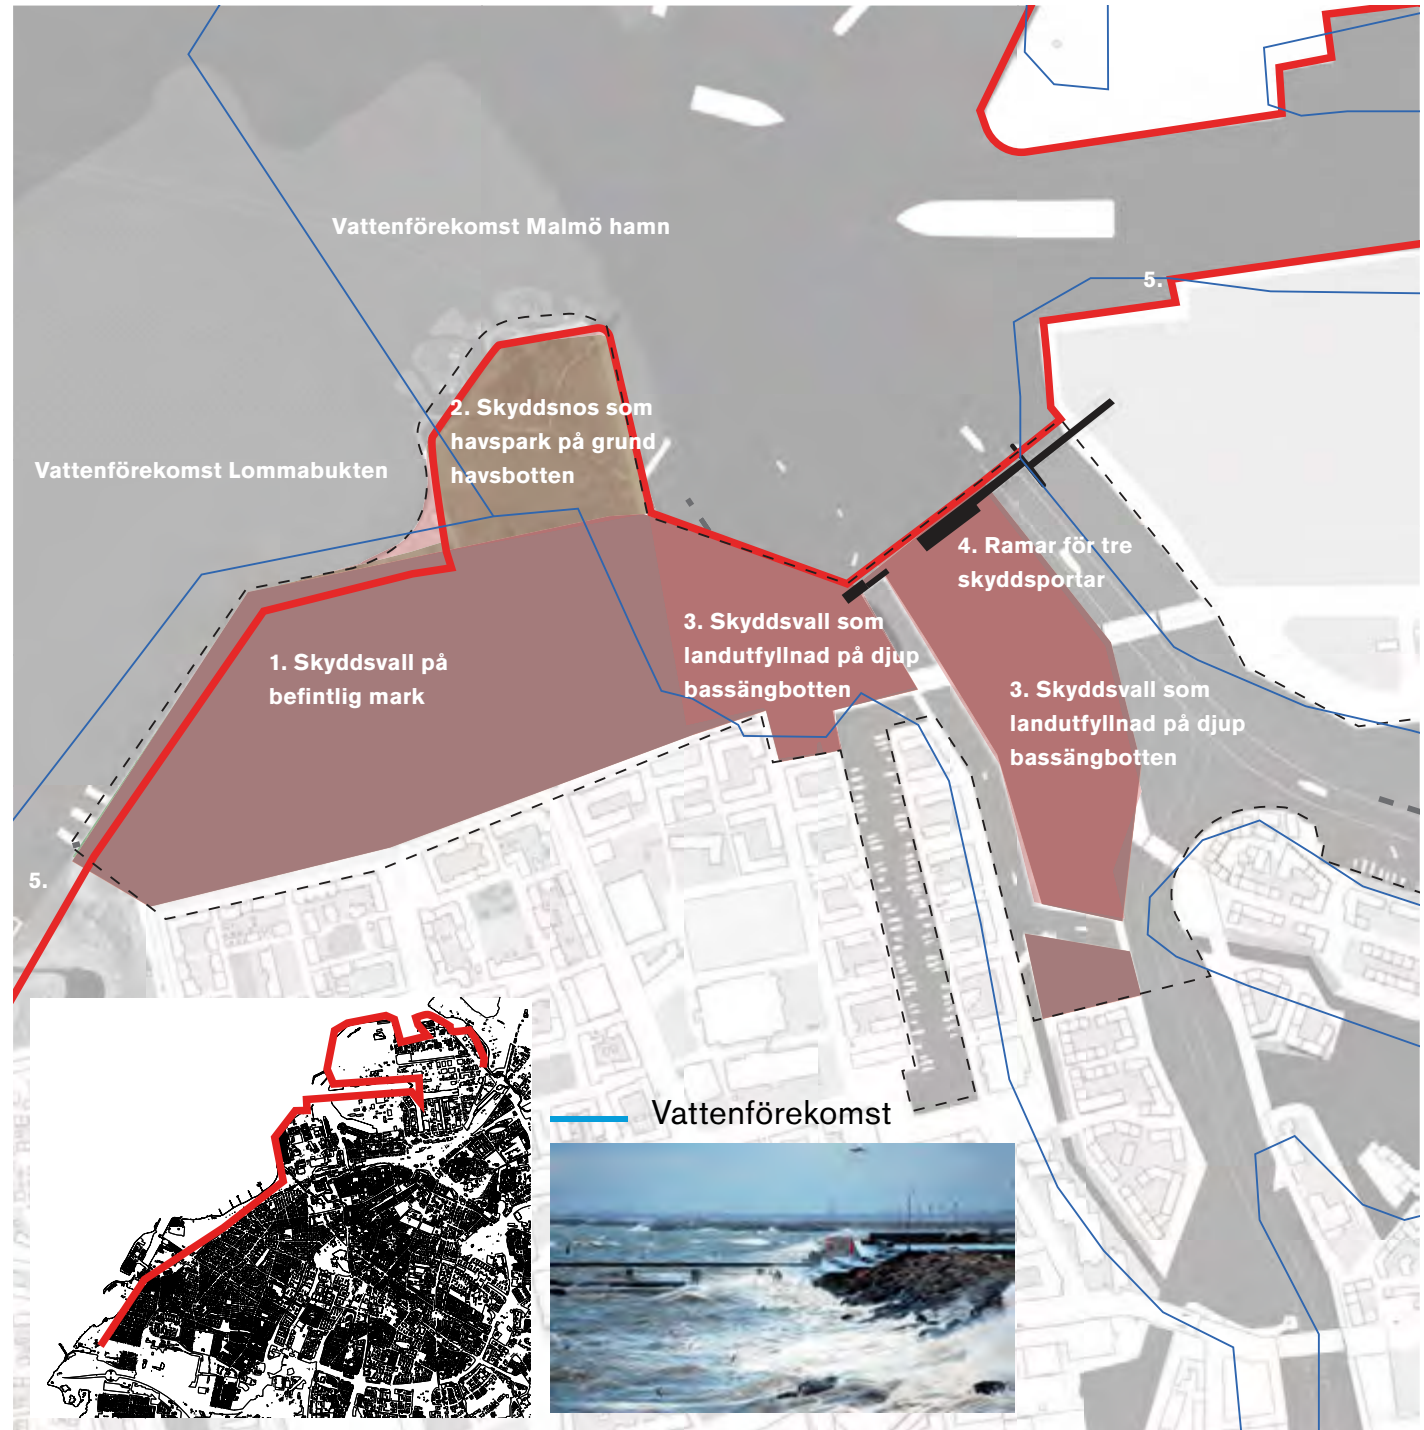 Vattenförekomst Malmö hamn
5.
2. Skyddsnos som
havspark på grund
havsbotten
Vattenförekomst Lommabukten
4. Ramar för tre
skyddsportar
3. Skyddsvall som
landutfyllnad på djup
bassängbotten
1. Skyddsvall på
befintlig mark
3. Skyddsvall som
landutfyllnad på djup
bassängbotten
5.
Vattenförekomst